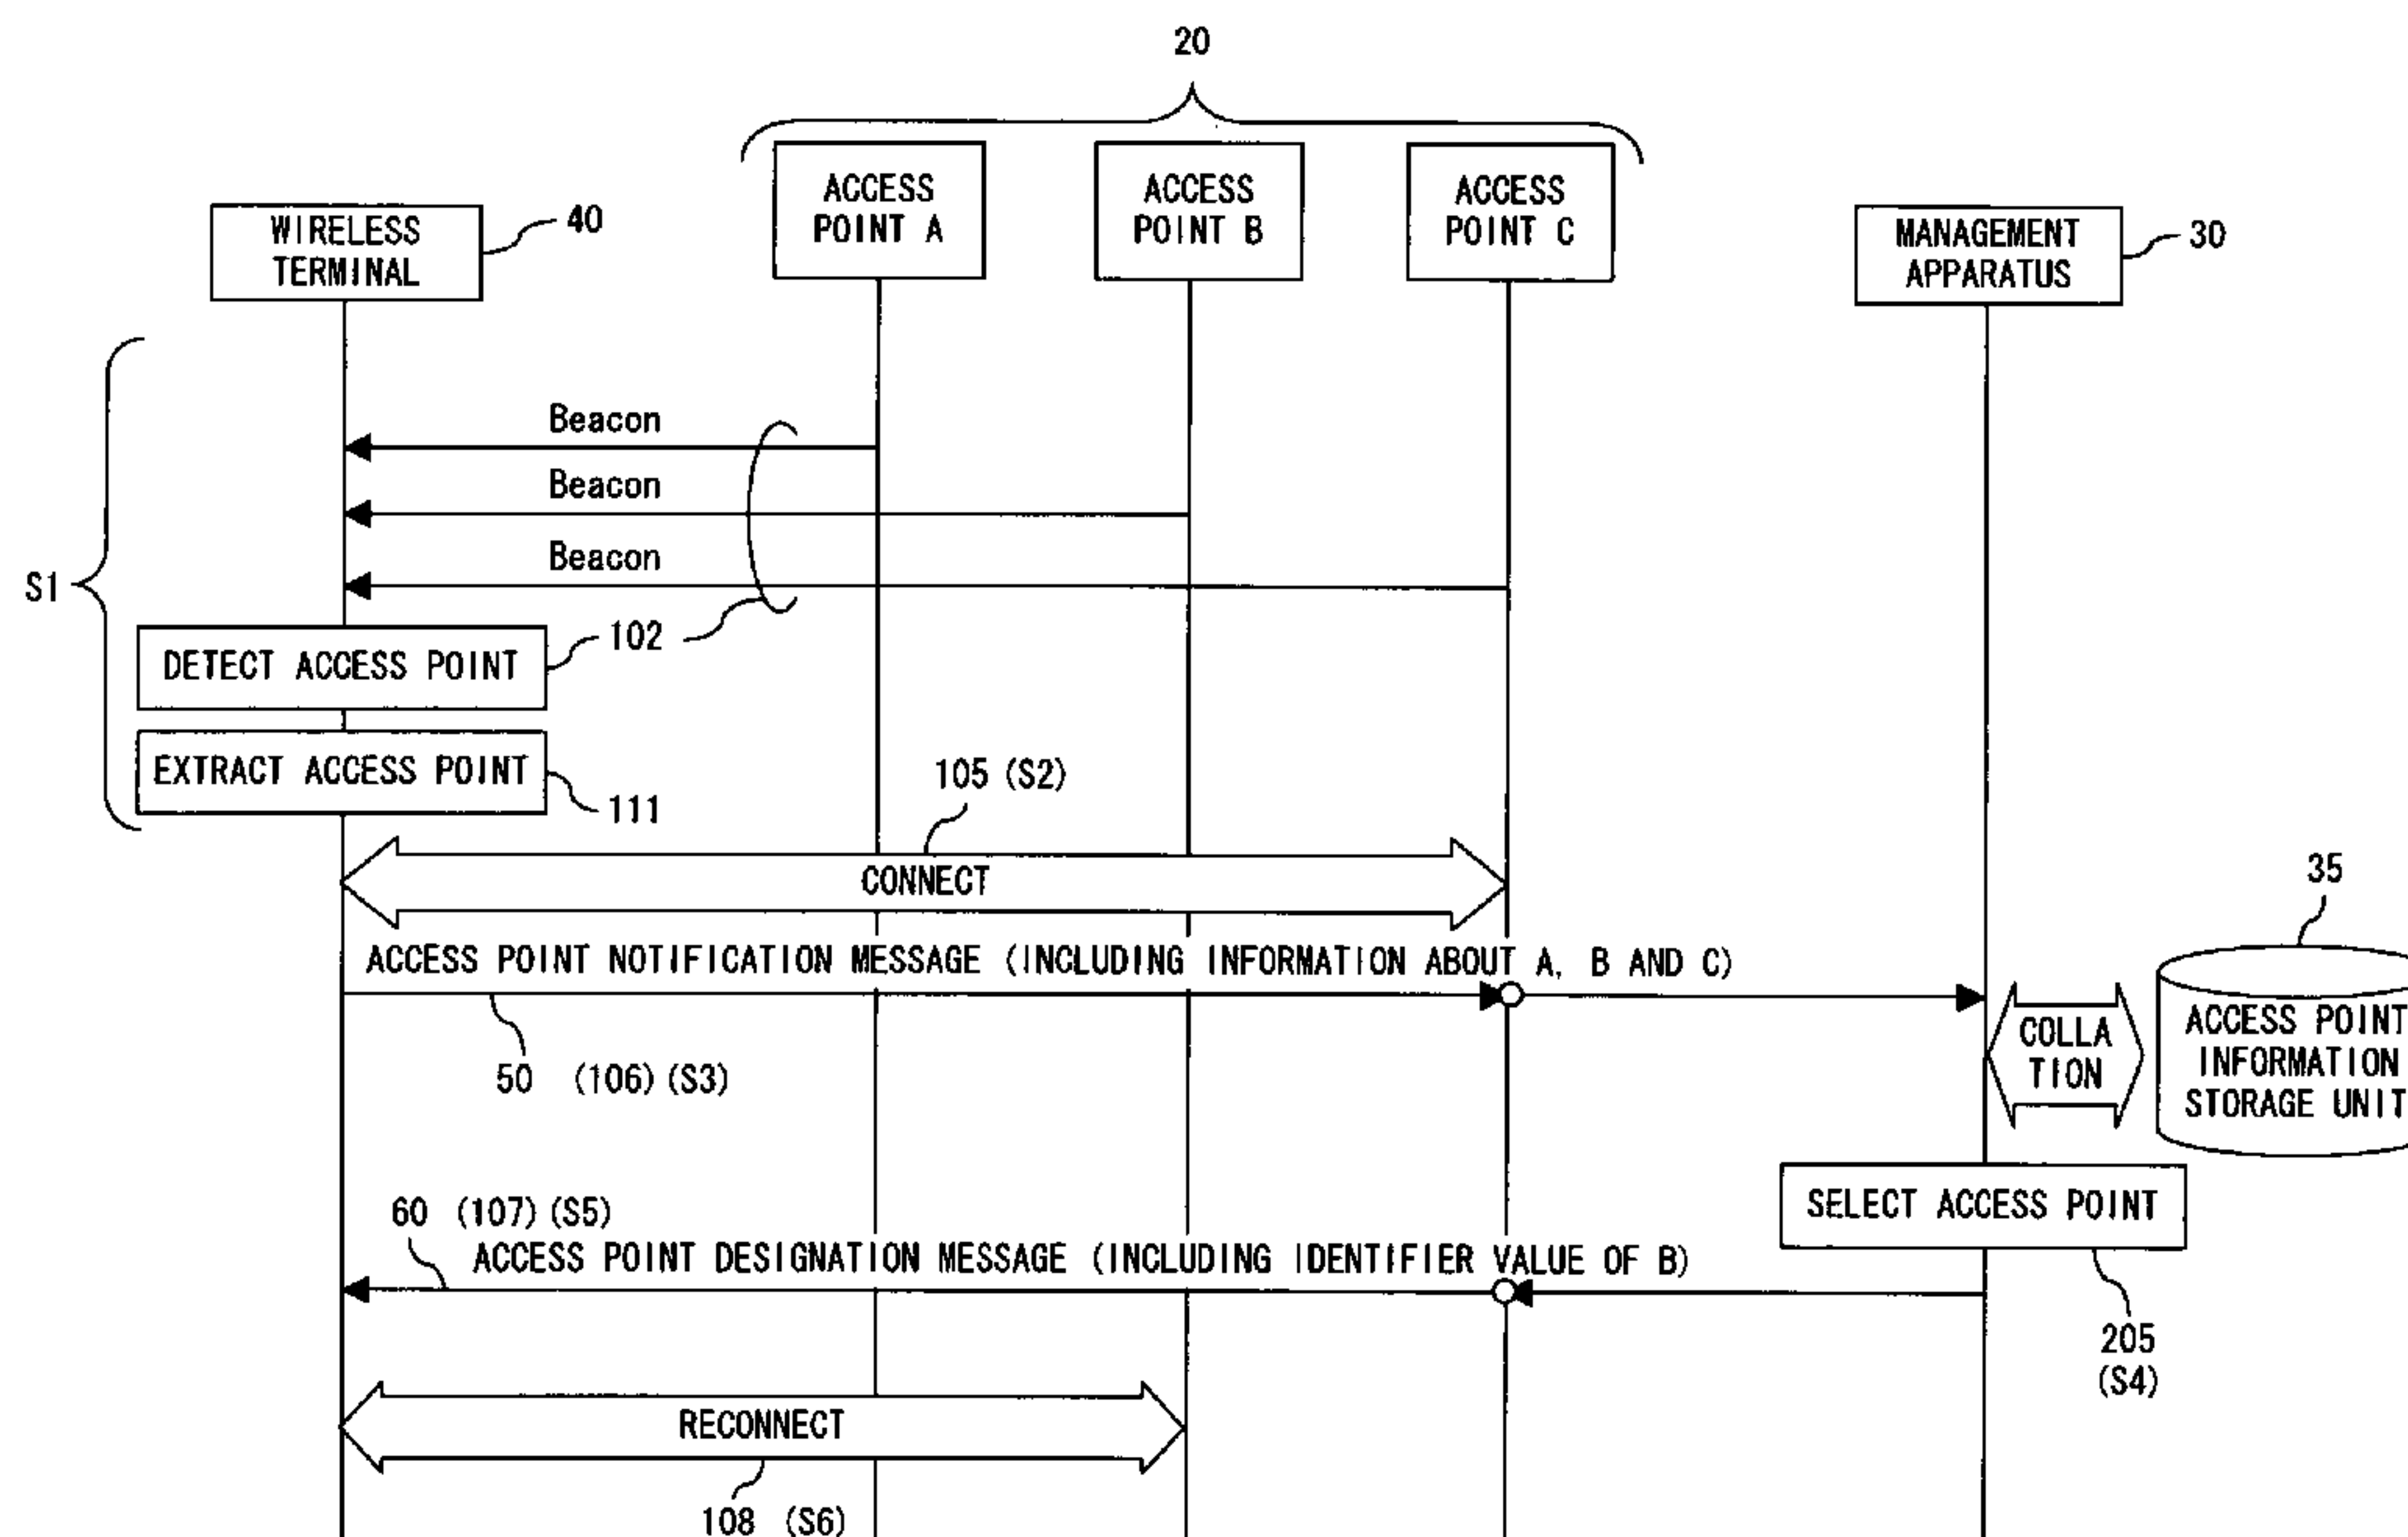 20
ACCESS
POINT A
ACCESS
POINT B
ACCESS
POINT C
WIRELESS
TERMINAL
40
MANAGEMENT
APPARATUS
30
Beacon
Beacon
Beacon
S1
102
DETECT ACCESS POINT
EXTRACT ACCESS POINT
111
105 (S2)
CONNECT
35
ACCESS POINT NOTIFICATION MESSAGE (INCLUDING INFORMATION ABOUT A, B AND C)
COLLA
TION
ACCESS POINT
INFORMATION
STORAGE UNIT
50 (106) (S3)
SELECT ACCESS POINT
60 (107) (S5)
ACCESS POINT DESIGNATION MESSAGE (INCLUDING IDENTIFIER VALUE OF B)
205
(S4)
RECONNECT
108 (S6)